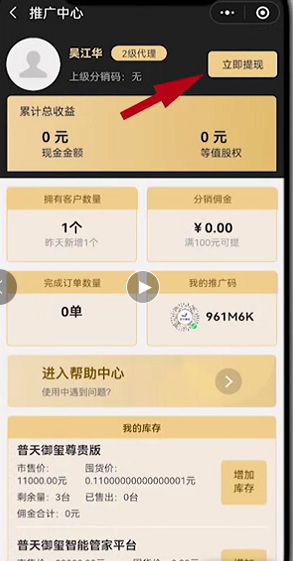 推广中心
吴江华 2级代理
上级分销码：无
立即提现
累计总收益
0 元 0 元
现金金额 等值股权
拥有客户数量 分销佣金
1个 ￥0.00
昨天新增1个 满100元可提
完成订单数量 我的推广码
0单 961M6K
进入帮助中心
使用中遇到问题？
我的库存
普天御玺尊贵版
市售价： 囤货价：
11000.00元 0.11000000000000001元
剩余量：3台 已售出：0台
佣金合计：0元
增加
库存
普天御玺智能管家平台